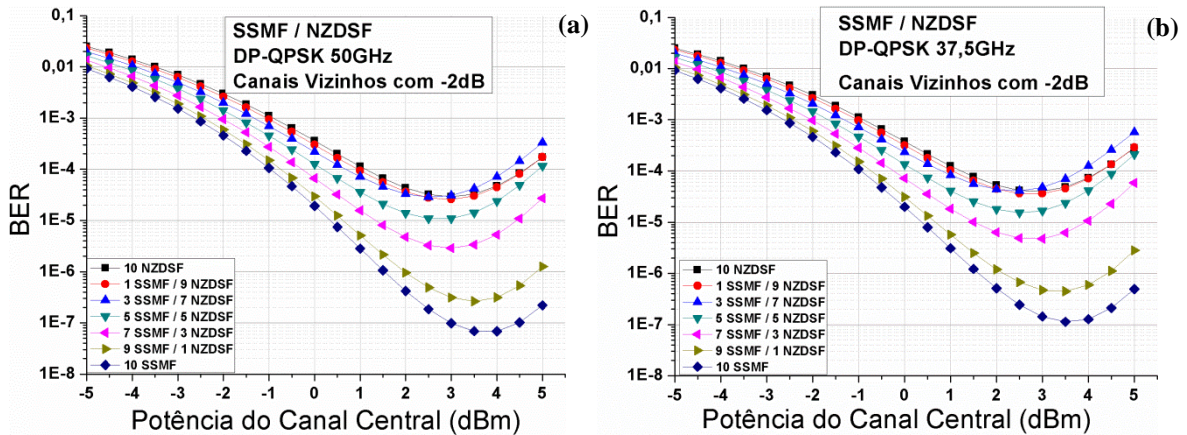 (a)
SSMF / NZDSF
DP-QPSK 50GHz
Canais Vizinhos com -2dB
BER
0,1
0,01
1E-3
1E-4
1E-5
1E-6
1E-7
1E-8
10 NZDSF
1 SSMF / 9 NZDSF
3 SSMF / 7 NZDSF
5 SSMF / 5 NZDSF
7 SSMF / 3 NZDSF
9 SSMF / 1 NZDSF
10 SSMF
-5 -4 -3 -2 -1 0 1 2 3 4 5
Potência do Canal Central (dBm)
(b)
SSMF / NZDSF
DP-QPSK 37,5GHz
Canais Vizinhos com -2dB
BER
0,1
0,01
1E-3
1E-4
1E-5
1E-6
1E-7
1E-8
10 NZDSF
1 SSMF / 9 NZDSF
3 SSMF / 7 NZDSF
5 SSMF / 5 NZDSF
7 SSMF / 3 NZDSF
9 SSMF / 1 NZDSF
10 SSMF
-5 -4 -3 -2 -1 0 1 2 3 4 5
Potência do Canal Central (dBm)